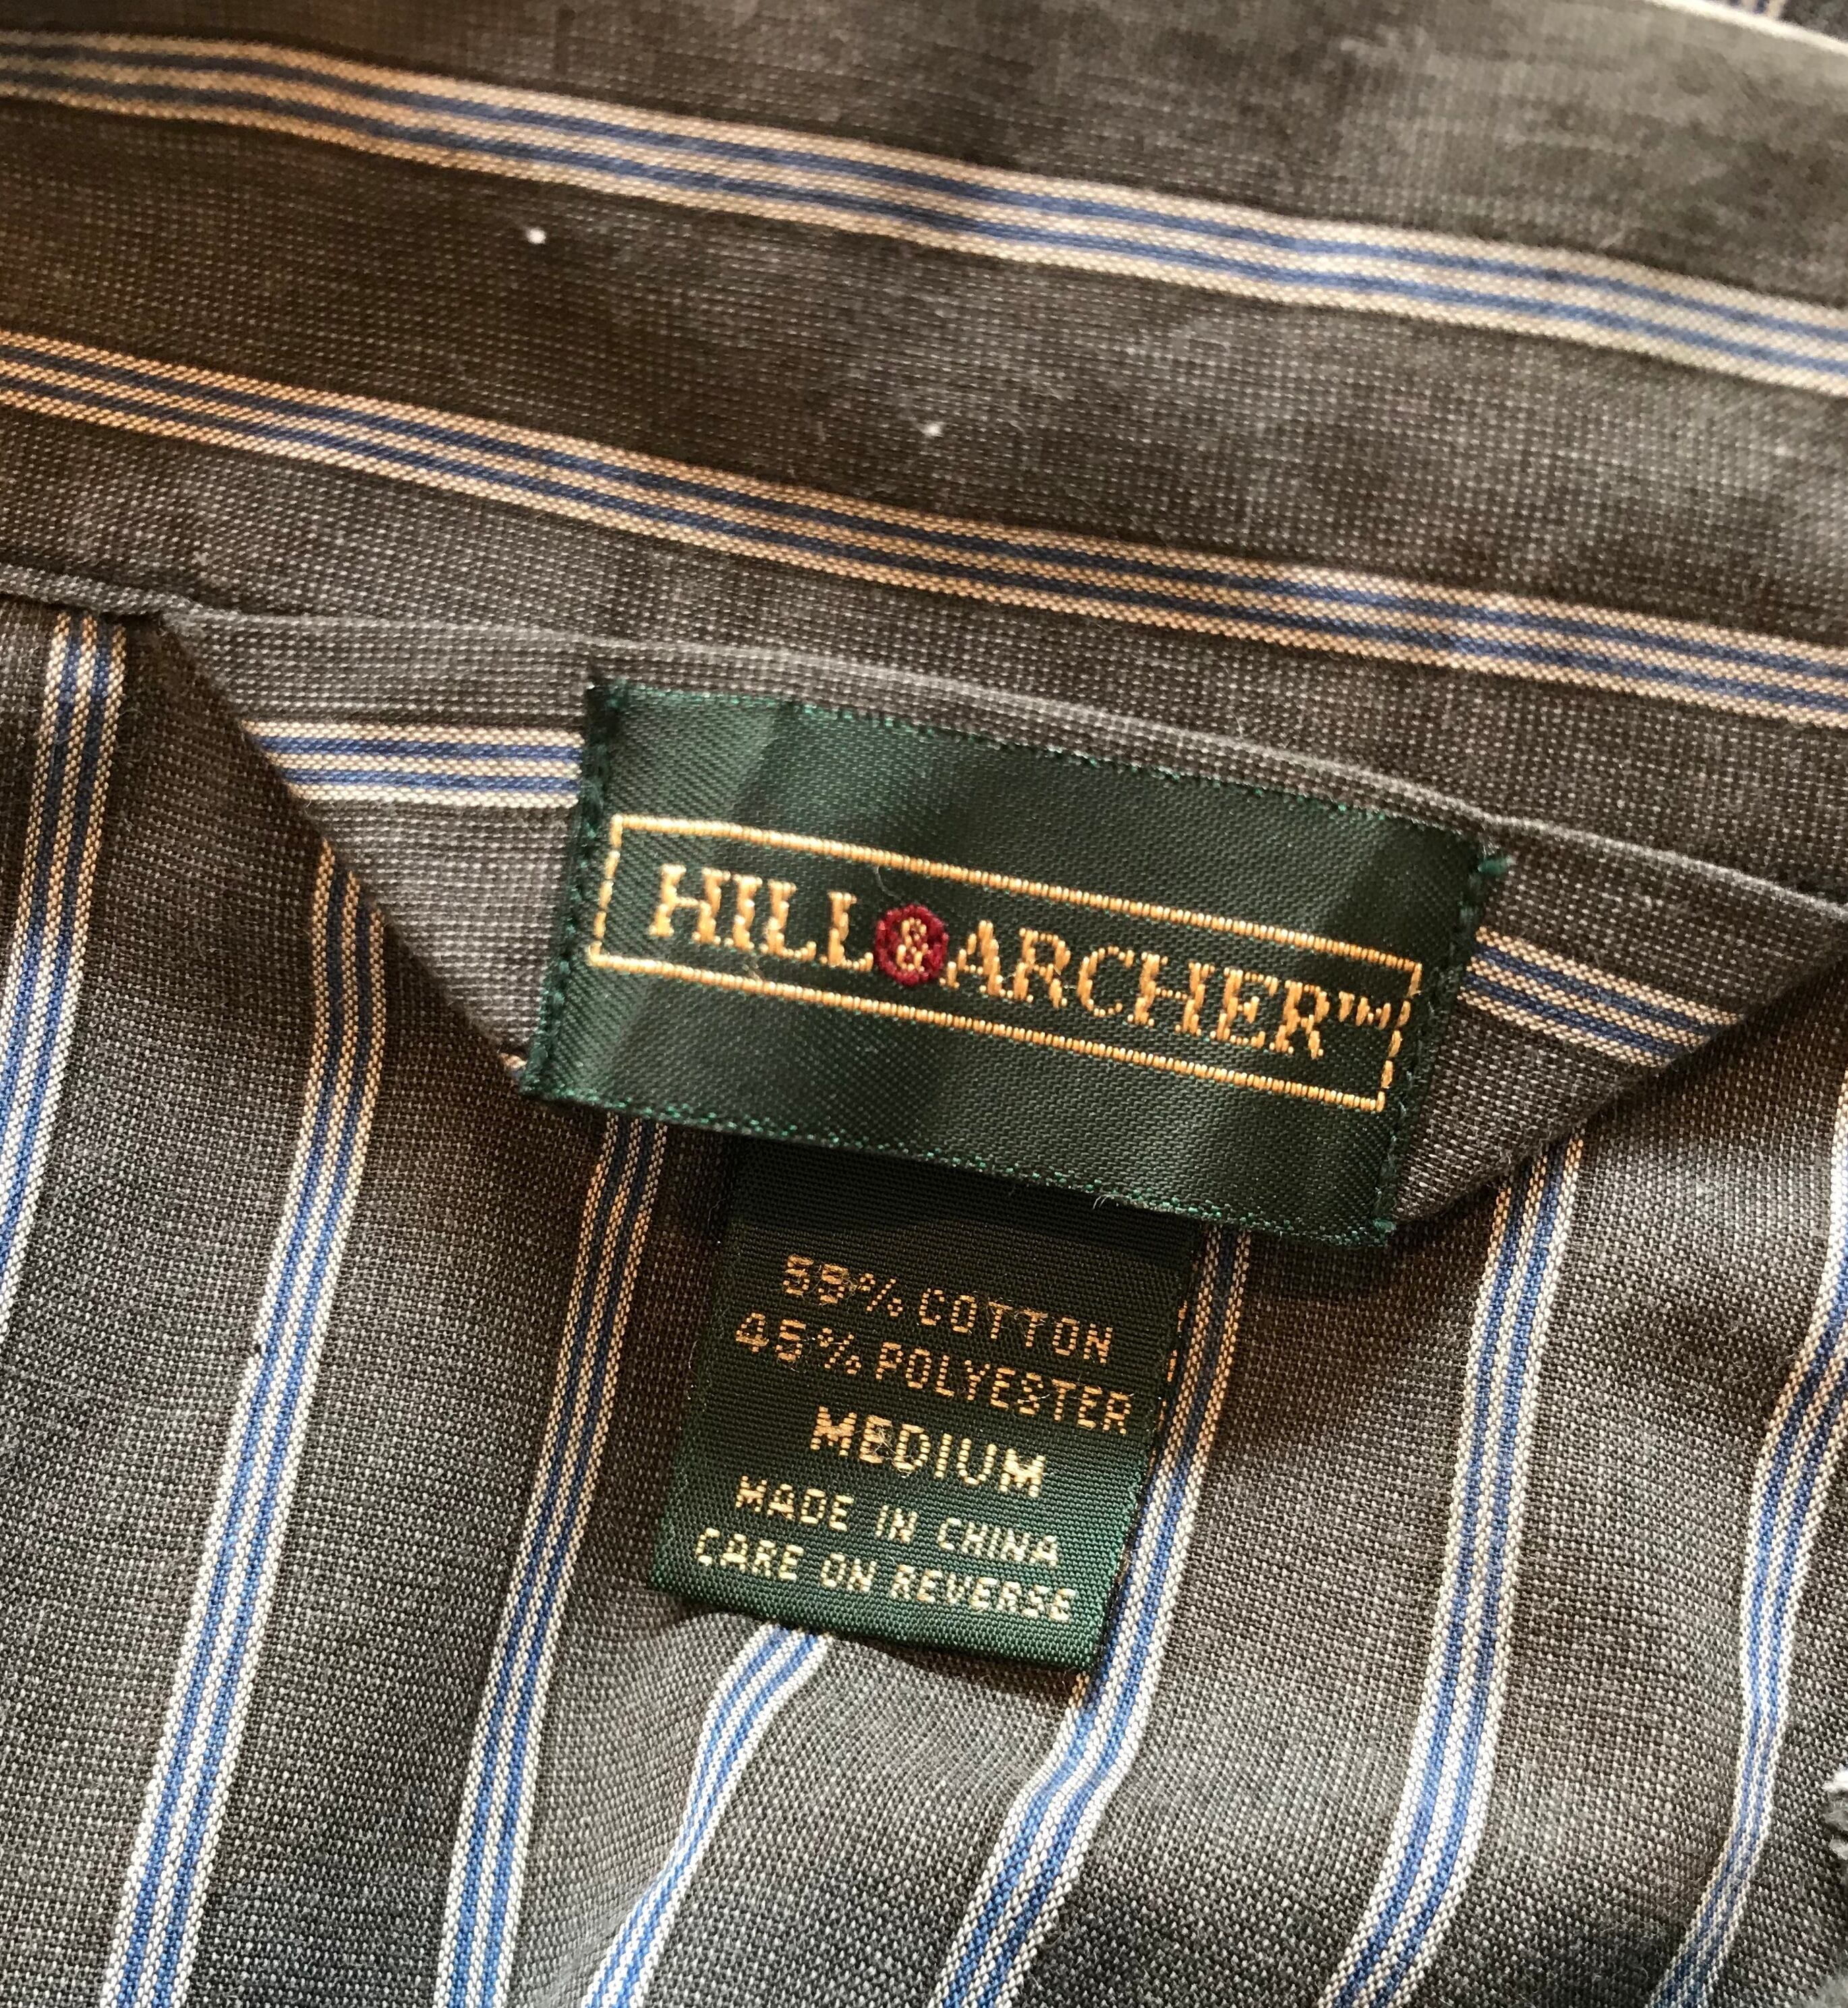 HILL&ARCHER™
55% COTTON
45% POLYESTER
MEDIUM
MADE IN CHINA
CARE ON REVERSE